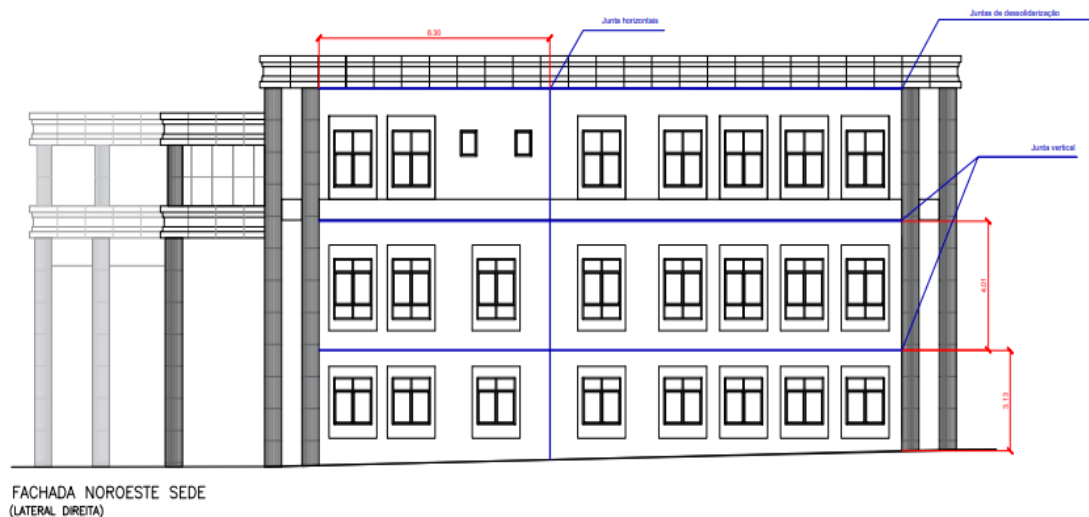 Juntas de dessolidarização
Junta horizontais
8.30
Junta vertical
4.01
3.13
FACHADA NOROESTE SEDE
(LATERAL DIREITA)